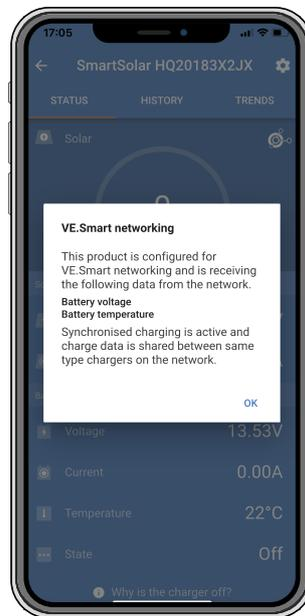 17:05
SmartSolar HQ20183X2JX
STATUS HISTORY TRENDS
Solar
VE.Smart networking
This product is configured for
VE.Smart networking and is receiving
the following data from the network.
Battery voltage
Battery temperature
Synchronised charging is active and
charge data is shared between same
type chargers on the network.
OK
Voltage 13.53V
Current 0.00A
Temperature 22°C
State Off
Why is the charger off?